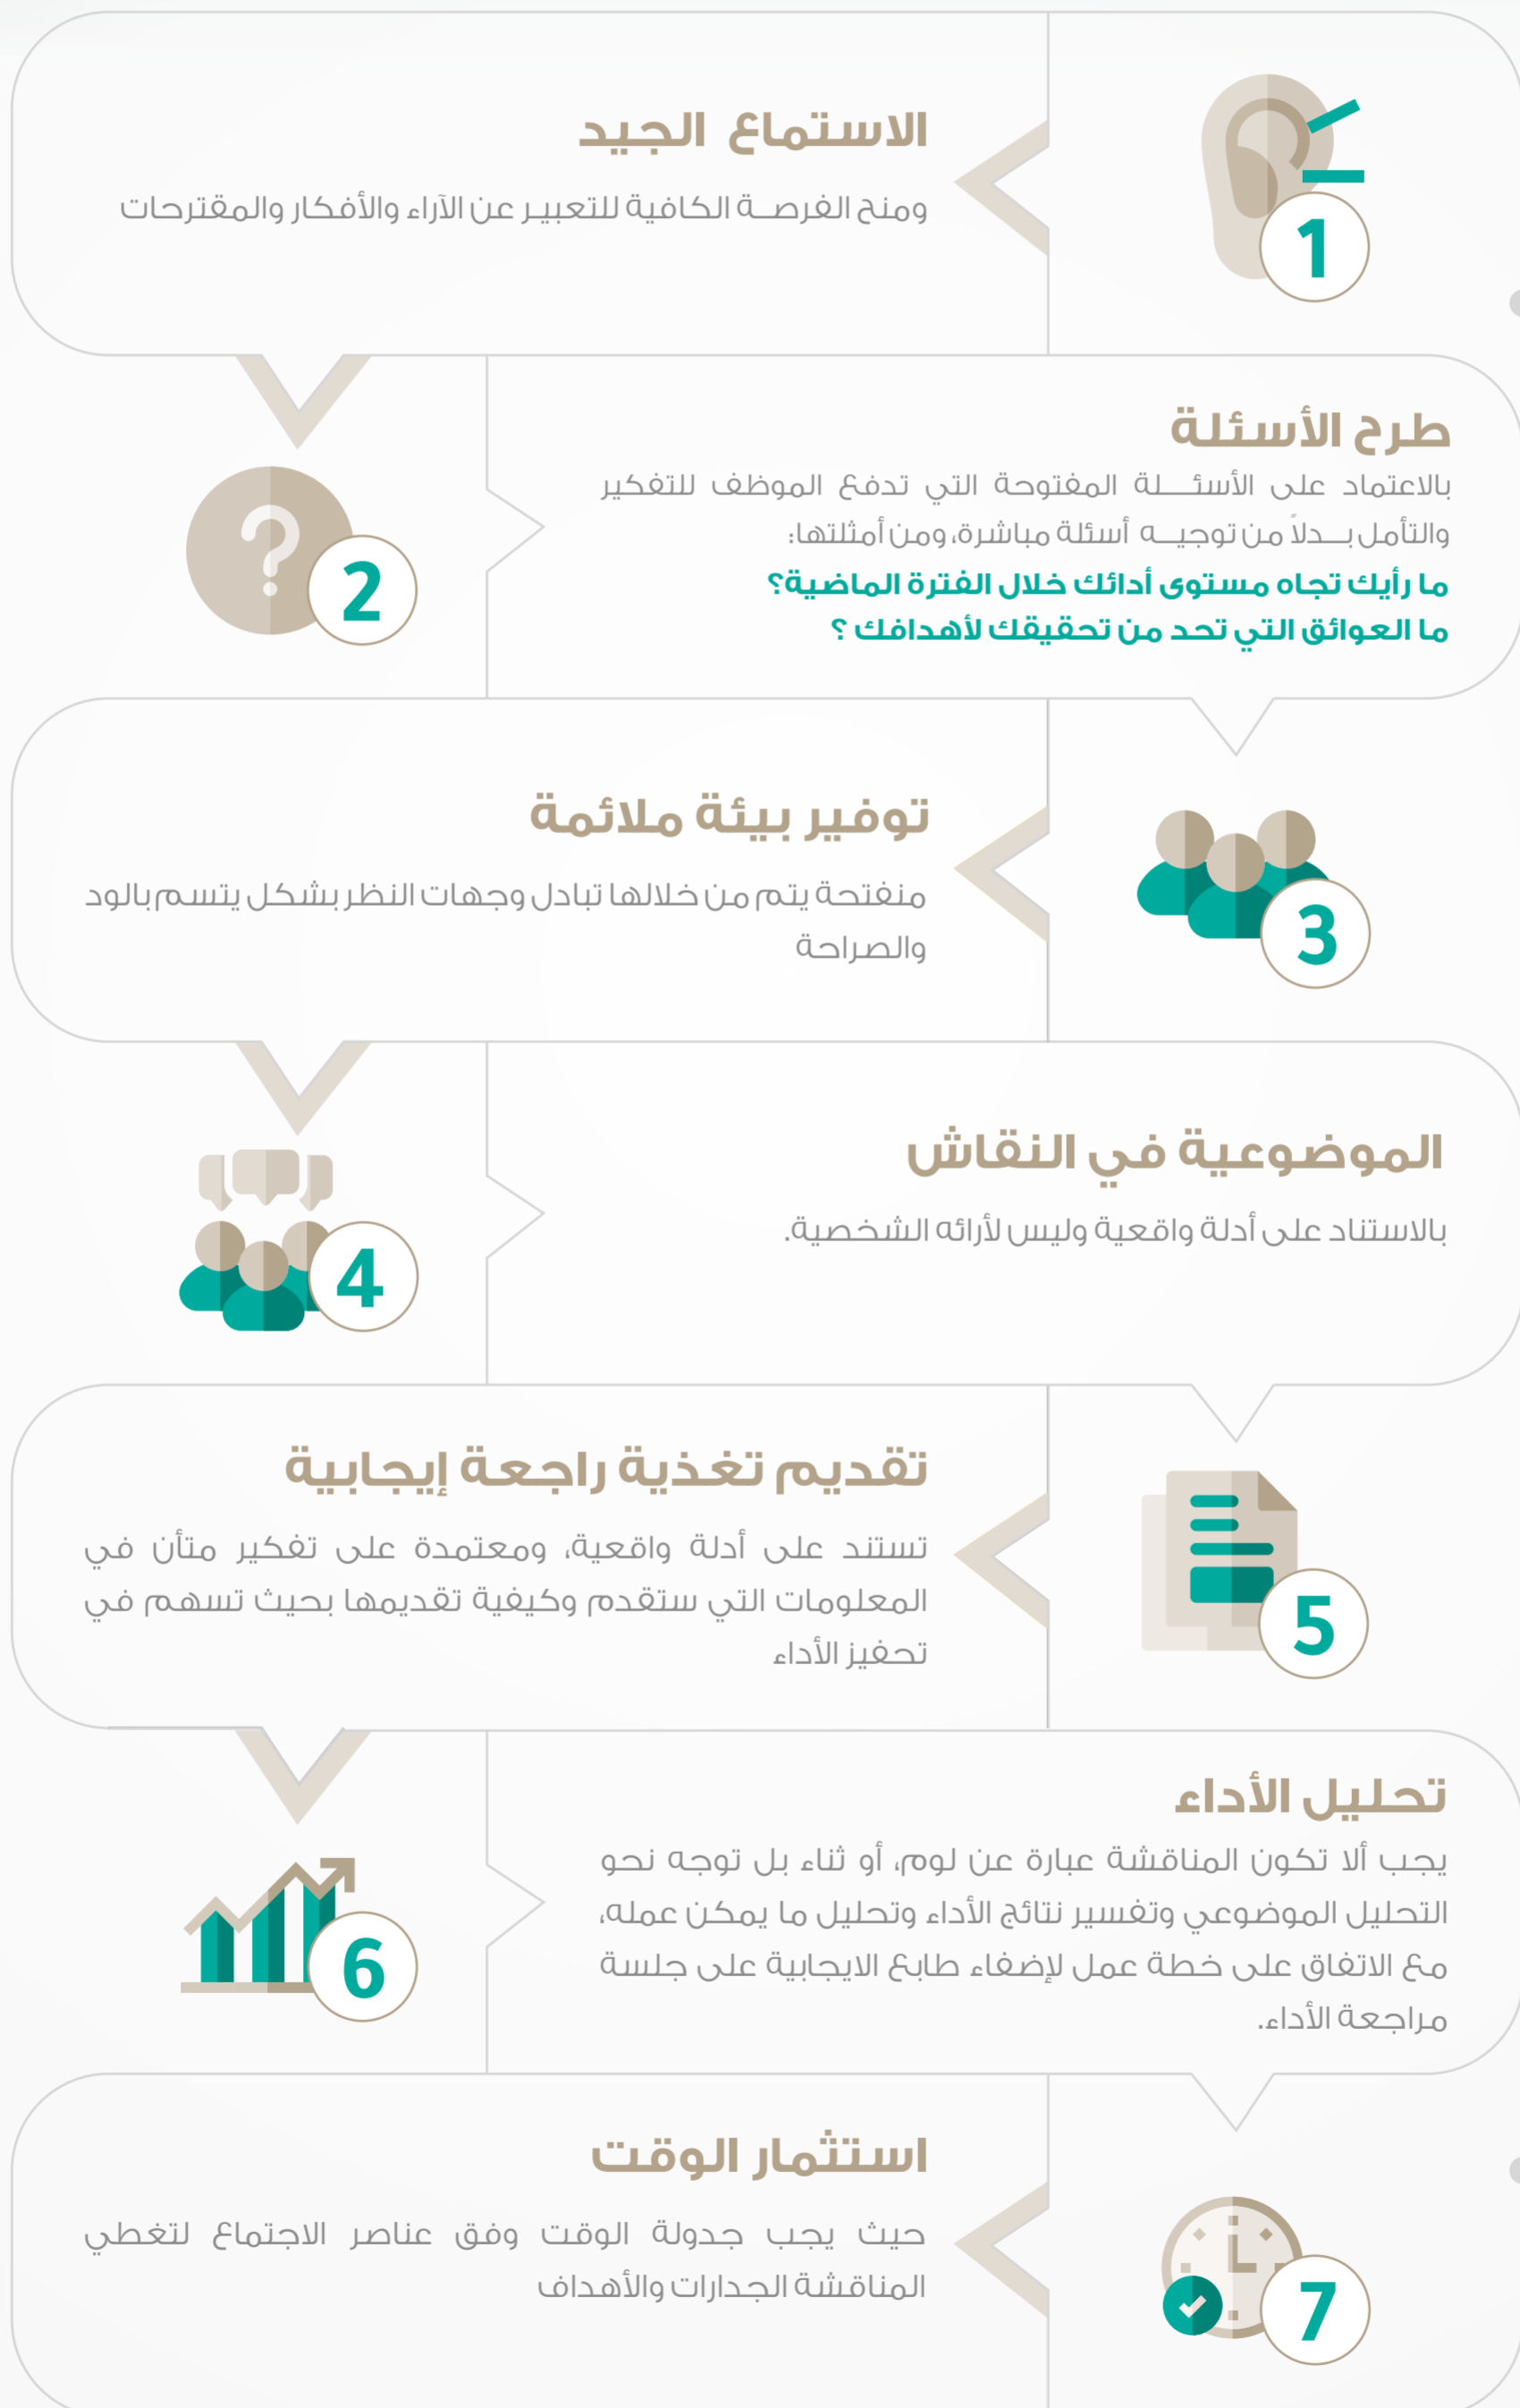 1
الاستماع الجيد
ومنح الفرصة الكافية للتعبير عن الآراء والأفكار والمقترحات
2
طرح الأسئلة
بالاعتماد على الأسئلة المفتوحة التي تدفع الموظف للتفكير
والتأمل بدلاً من توجيه أسئلة مباشرة، ومن أمثلتها:
ما رأيك تجاه مستوى أدائك خلال الفترة الماضية؟
ما العوائق التي تحد من تحقيقك لأهدافك ؟
3
توفير بيئة ملائمة
منفتحة يتم من خلالها تبادل وجهات النظر بشكل يتسم بالود
والصراحة
4
الموضوعية في النقاش
بالاستناد على أدلة واقعية وليس لأرائه الشخصية.
5
تقديم تغذية راجعة إيجابية
تستند على أدلة واقعية، ومعتمدة على تفكير متأن في
المعلومات التي ستقدم وكيفية تقديمها بحيث تسهم في
تحفيز الأداء
6
تحليل الأداء
يجب ألا تكون المناقشة عبارة عن لوم، أو ثناء بل توجه نحو
التحليل الموضوعي وتفسير نتائج الأداء وتحليل ما يمكن عمله،
مع الاتفاق على خطة عمل لإضفاء طابع الايجابية على جلسة
مراجعة الأداء.
7
استثمار الوقت
حيث يجب جدولة الوقت وفق عناصر الاجتماع لتغطي
المناقشة الجدارات والأهداف